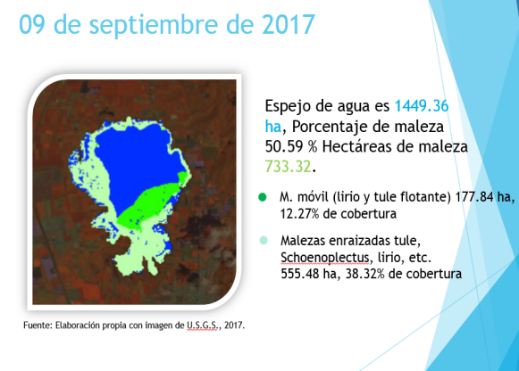 09 de septiembre de 2017
Espejo de agua es 1449.36
ha, Porcentaje de maleza
50.59 % Hectáreas de maleza
733.32.
M. móvil (lirio y tule flotante) 177.84 ha,
12.27% de cobertura
Malezas enraizadas tule,
Schoenoplectus, lirio, etc.
555.48 ha, 38.32% de cobertura
Fuente: Elaboración propia con imagen de U.S.G.S., 2017.